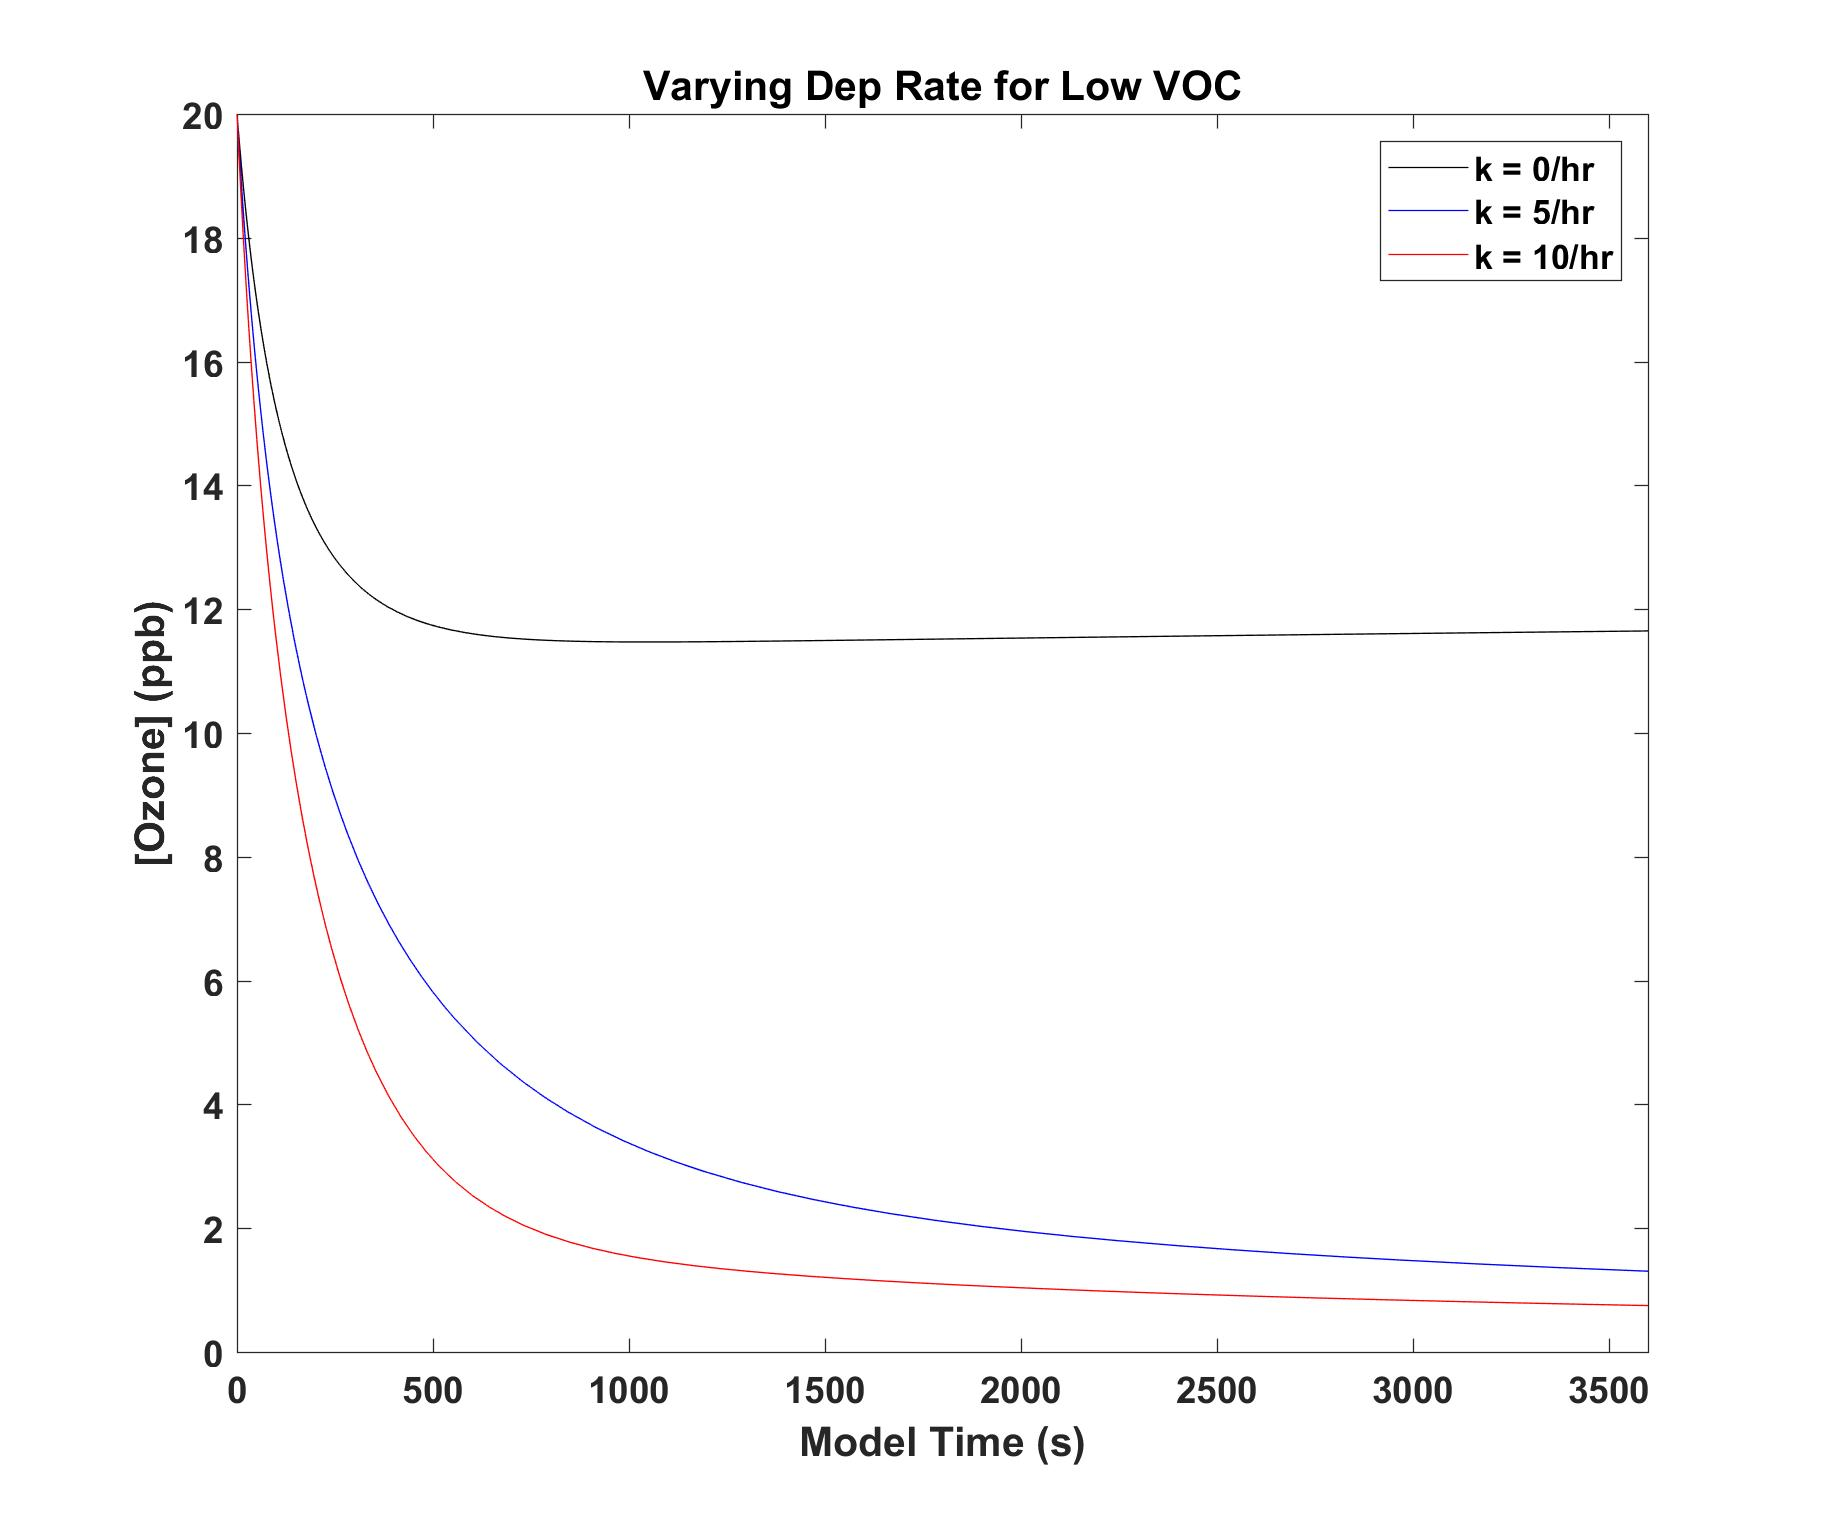 Varying Dep Rate for Low VOC
k = 0/hr
k = 5/hr
k = 10/hr
[Ozone] (ppb)
20
18
16
14
12
10
8
6
4
2
0
0 500 1000 1500 2000 2500 3000 3500
Model Time (s)